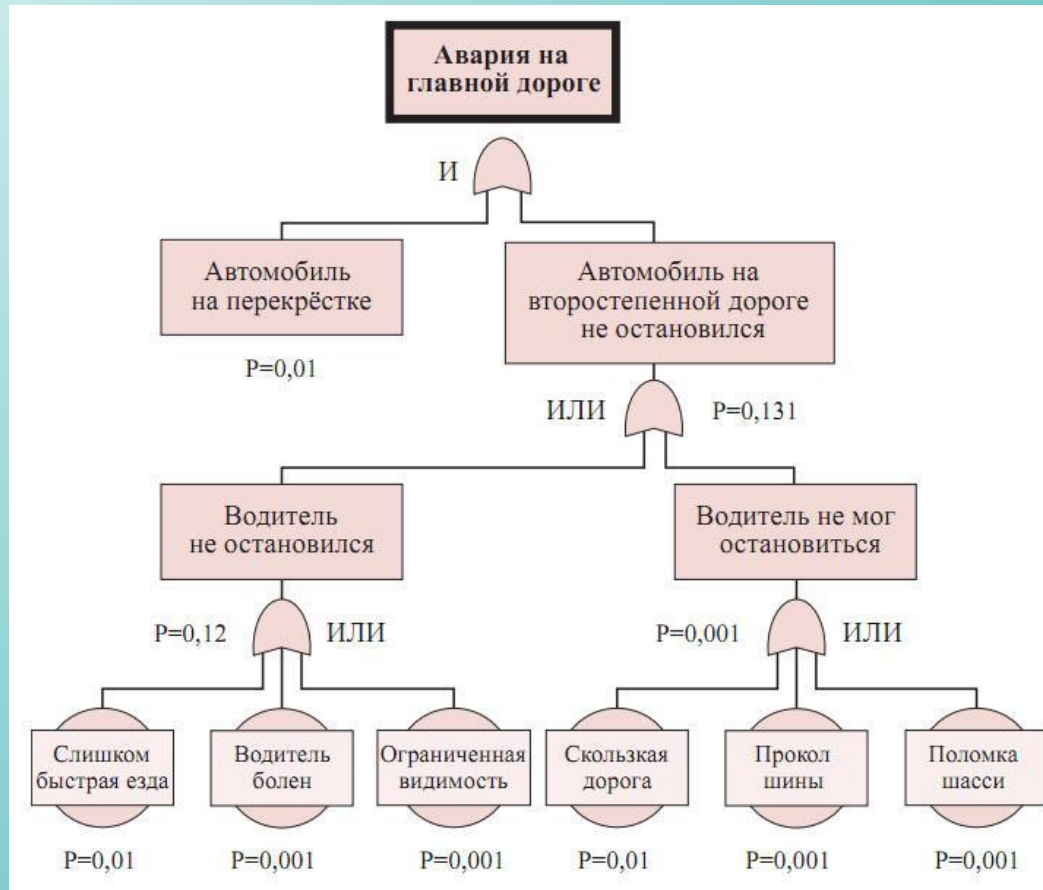 Авария на
главной дороге
И
Автомобиль
на перекрёстке
Автомобиль на
второстепенной дороге
не остановился
P=0,01
ИЛИ
P=0,131
Водитель
не остановился
Водитель не мог
остановиться
P=0,12
ИЛИ
P=0,001
ИЛИ
Слишком
быстрая езда
Водитель
болен
Ограниченная
видимость
Скользкая
дорога
Прокол
шины
Поломка
шасси
P=0,01
P=0,001
P=0,001
P=0,01
P=0,001
P=0,001